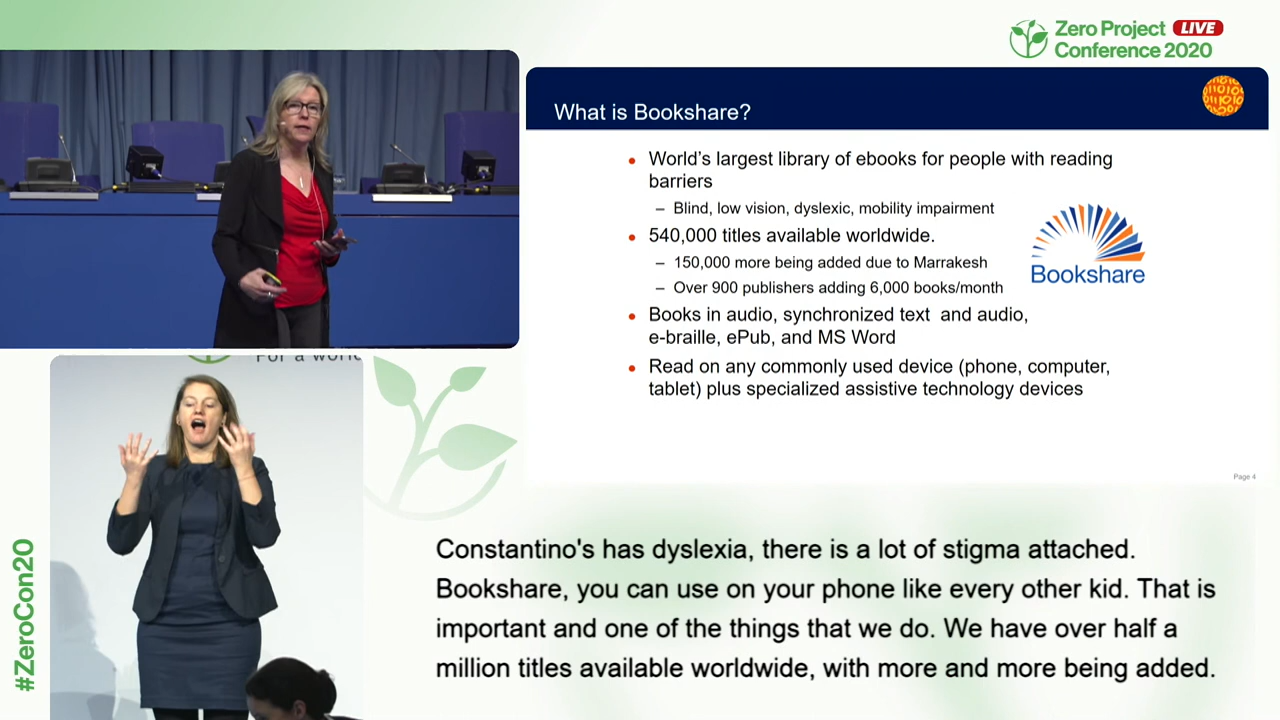 Zero Project LIVE
Conference 2020
What is Bookshare?
• World's largest library of ebooks for people with reading
barriers
– Blind, low vision, dyslexic, mobility impairment
• 540,000 titles available worldwide.
– 150,000 more being added due to Marrakesh
– Over 900 publishers adding 6,000 books/month
• Books in audio, synchronized text and audio,
e-braille, ePub, and MS Word
• Read on any commonly used device (phone, computer,
tablet) plus specialized assistive technology devices
Bookshare
Page 4
For a world
#ZeroCon20
Constantino's has dyslexia, there is a lot of stigma attached.
Bookshare, you can use on your phone like every other kid. That is
important and one of the things that we do. We have over half a
million titles available worldwide, with more and more being added.